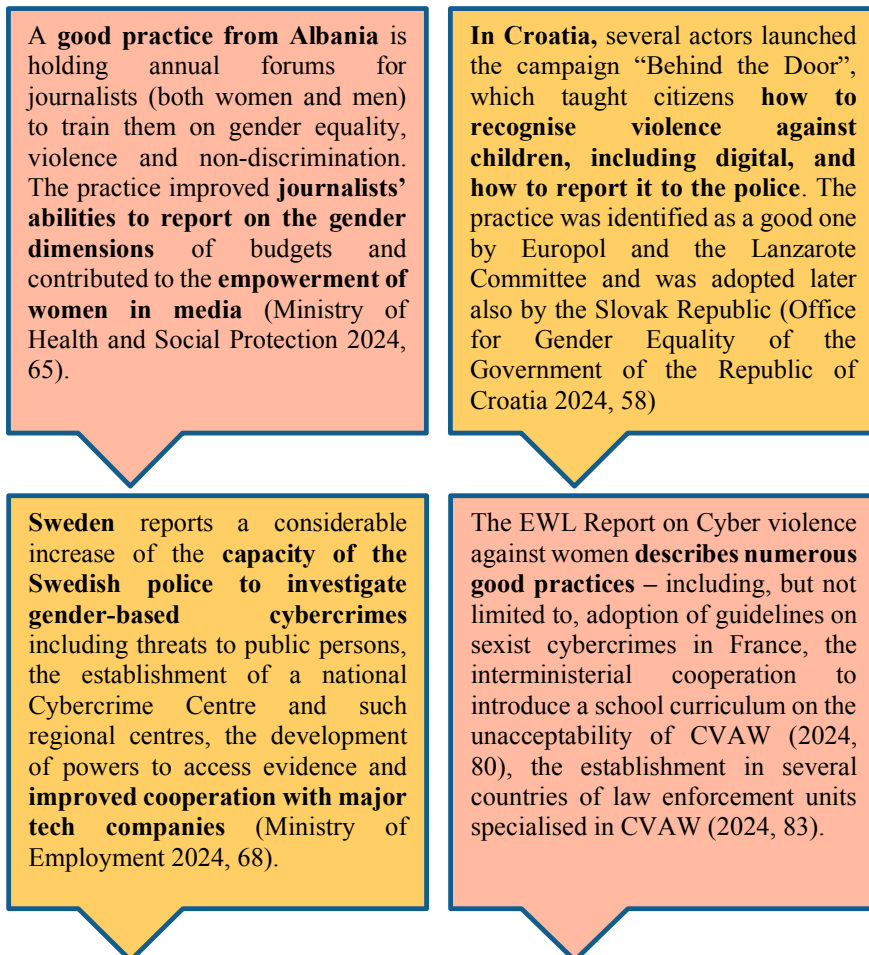 A good practice from Albania is
holding annual forums for
journalists (both women and men)
to train them on gender equality,
violence and non-discrimination.
The practice improved journalists’
abilities to report on the gender
dimensions of budgets and
contributed to the empowerment of
women in media (Ministry of
Health and Social Protection 2024,
65).
In Croatia, several actors launched
the campaign “Behind the Door”,
which taught citizens how to
recognise violence against
children, including digital, and
how to report it to the police. The
practice was identified as a good one
by Europol and the Lanzarote
Committee and was adopted later
also by the Slovak Republic (Office
for Gender Equality of the
Government of the Republic of
Croatia 2024, 58)
Sweden reports a considerable
increase of the capacity of the
Swedish police to investigate
gender-based cybercrimes
including threats to public persons,
the establishment of a national
Cybercrime Centre and such
regional centres, the development
of powers to access evidence and
improved cooperation with major
tech companies (Ministry of
Employment 2024, 68).
The EWL Report on Cyber violence
against women describes numerous
good practices – including, but not
limited to, adoption of guidelines on
sexist cybercrimes in France, the
interministerial cooperation to
introduce a school curriculum on the
unacceptability of CVAW (2024,
80), the establishment in several
countries of law enforcement units
specialised in CVAW (2024, 83).